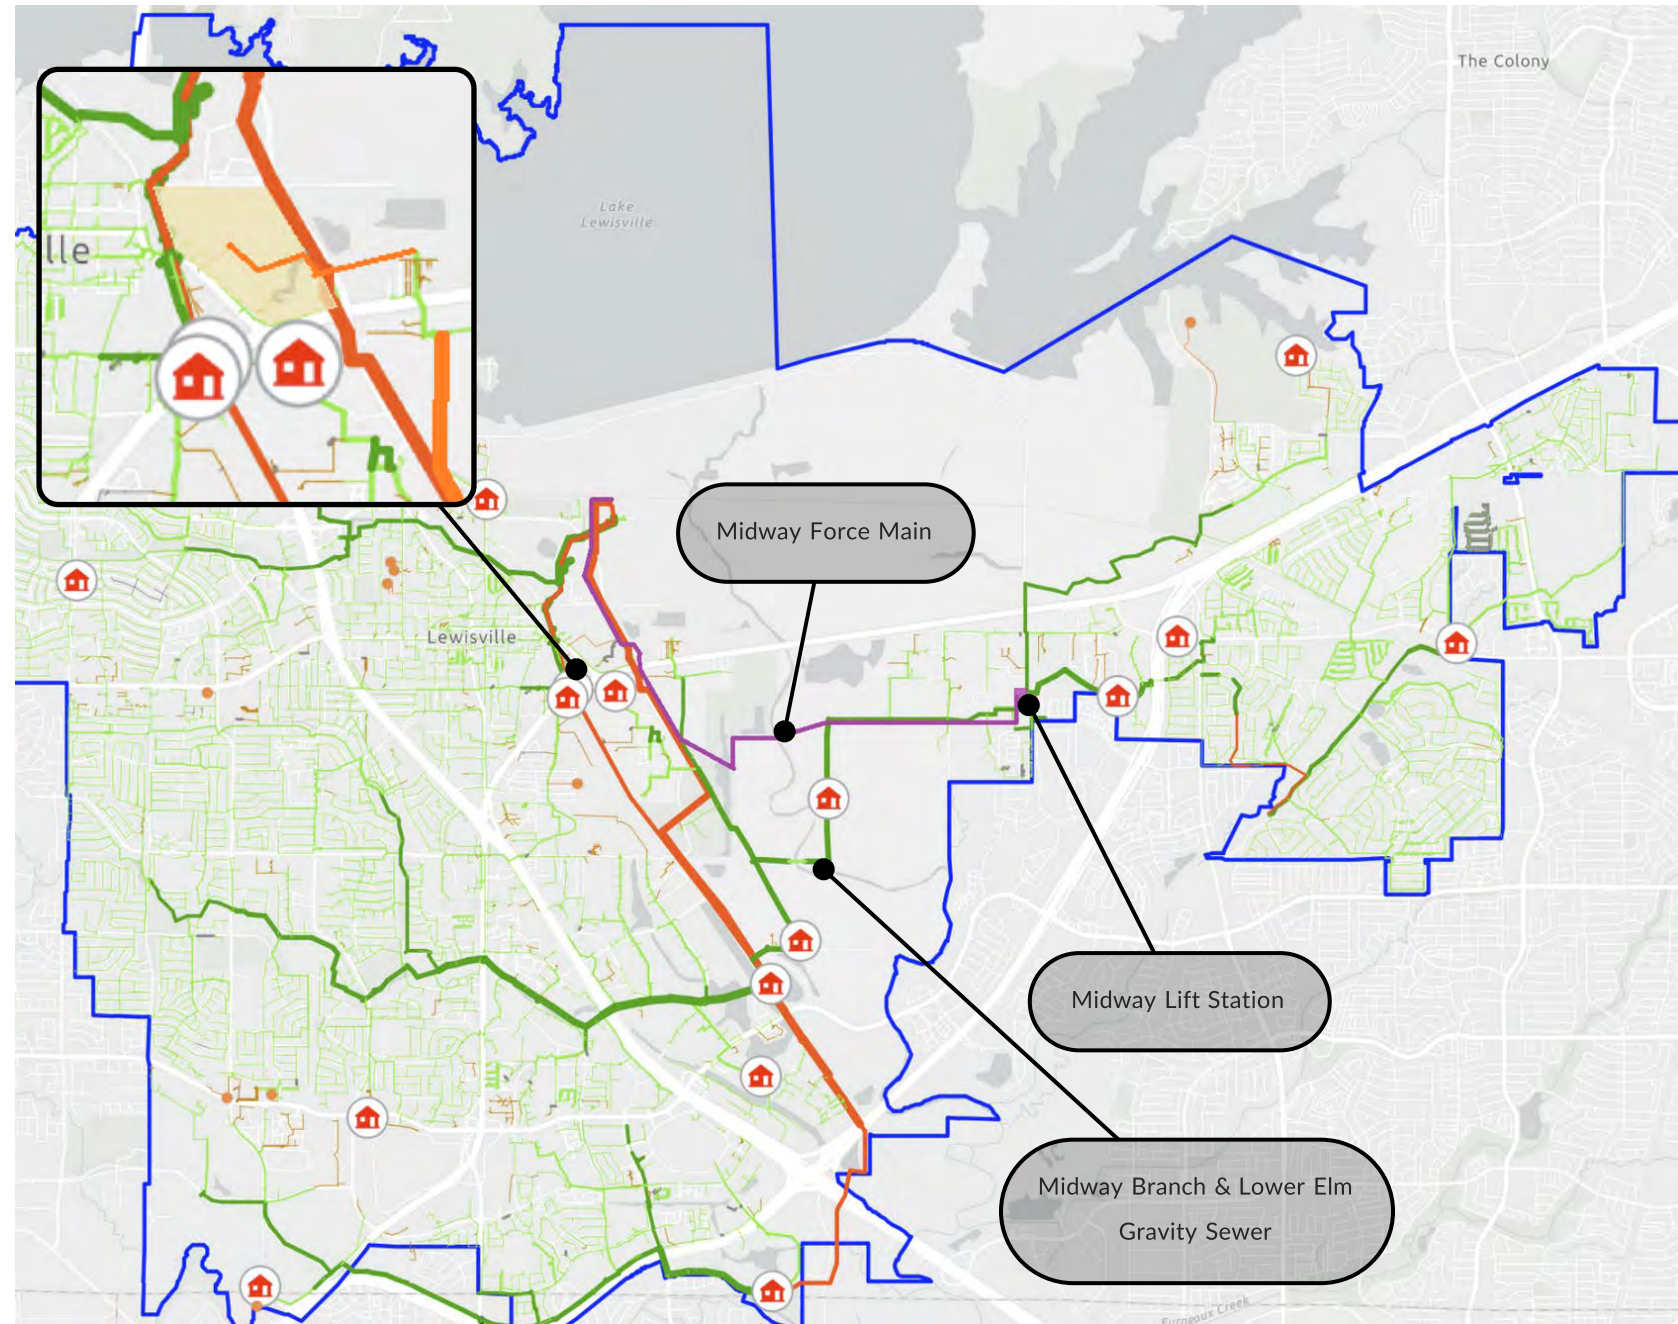 The Colony
Lake
Lewisville
lle
Midway Force Main
Lewisville
h
h
Midway Lift Station
Midway Branch & Lower Elm
Gravity Sewer
Furneaux Creek